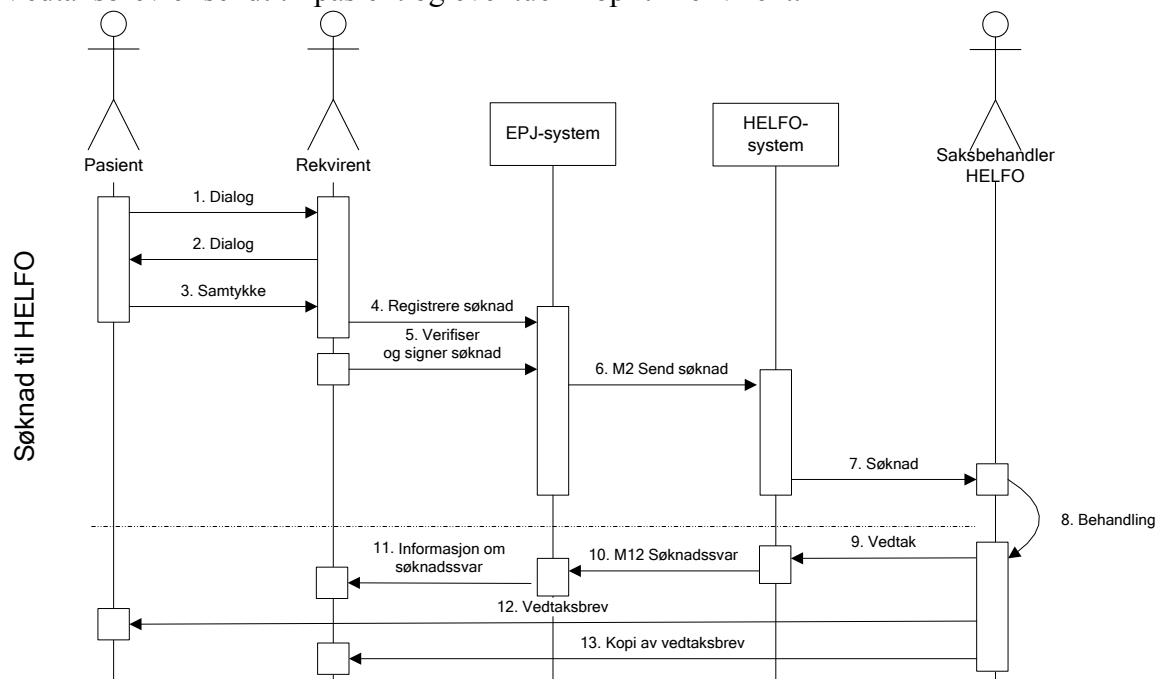 Pasient
Rekvirent
EPJ-system
HELFO-
system
Saksbehandler
HELFO
Søknad til HELFO
1. Dialog
2. Dialog
3. Samtykke
4. Registrere søknad
5. Verifiser
og signer søknad
6. M2 Send søknad
7. Søknad
8. Behandling
9. Vedtak
10. M12 Søknadssvar
11. Informasjon om
søknadssvar
12. Vedtaksbrev
13. Kopi av vedtaksbrev